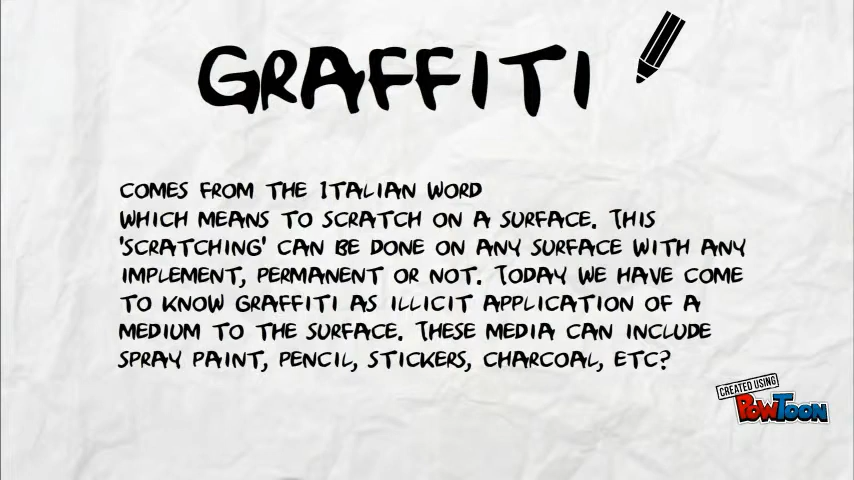 GRAFFITI
COMES FROM THE ITALIAN WORD
WHICH MEANS TO SCRATCH ON A SURFACE. THIS
'SCRATCHING' CAN BE DONE ON ANY SURFACE WITH ANY
IMPLEMENT, PERMANENT OR NOT. TODAY WE HAVE COME
TO KNOW GRAFFITI AS ILLICIT APPLICATION OF A
MEDIUM TO THE SURFACE. THESE MEDIA CAN INCLUDE
SPRAY PAINT, PENCIL, STICKERS, CHARCOAL, ETC?
CREATED USING
POWTOON